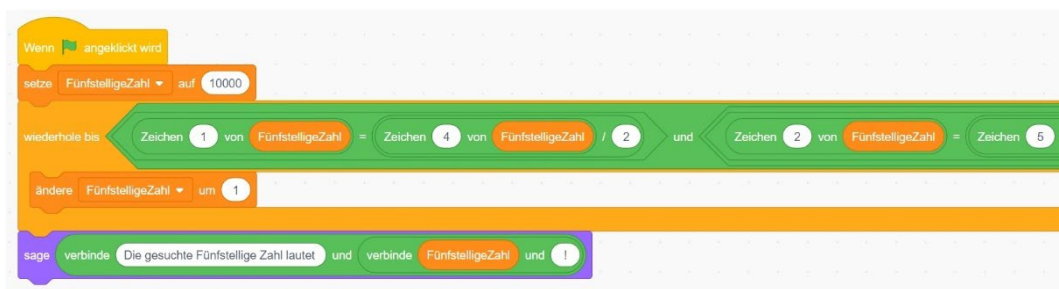 Wenn angeklickt wird
setze FünfstelligeZahl auf 10000
wiederhole bis Zeichen 1 von FünfstelligeZahl = Zeichen 4 von FünfstelligeZahl / 2 und Zeichen 2 von FünfstelligeZahl = Zeichen 5
ändere FünfstelligeZahl um 1
sage verbinde Die gesuchte Fünfstellige Zahl lautet und verbinde FünfstelligeZahl und !